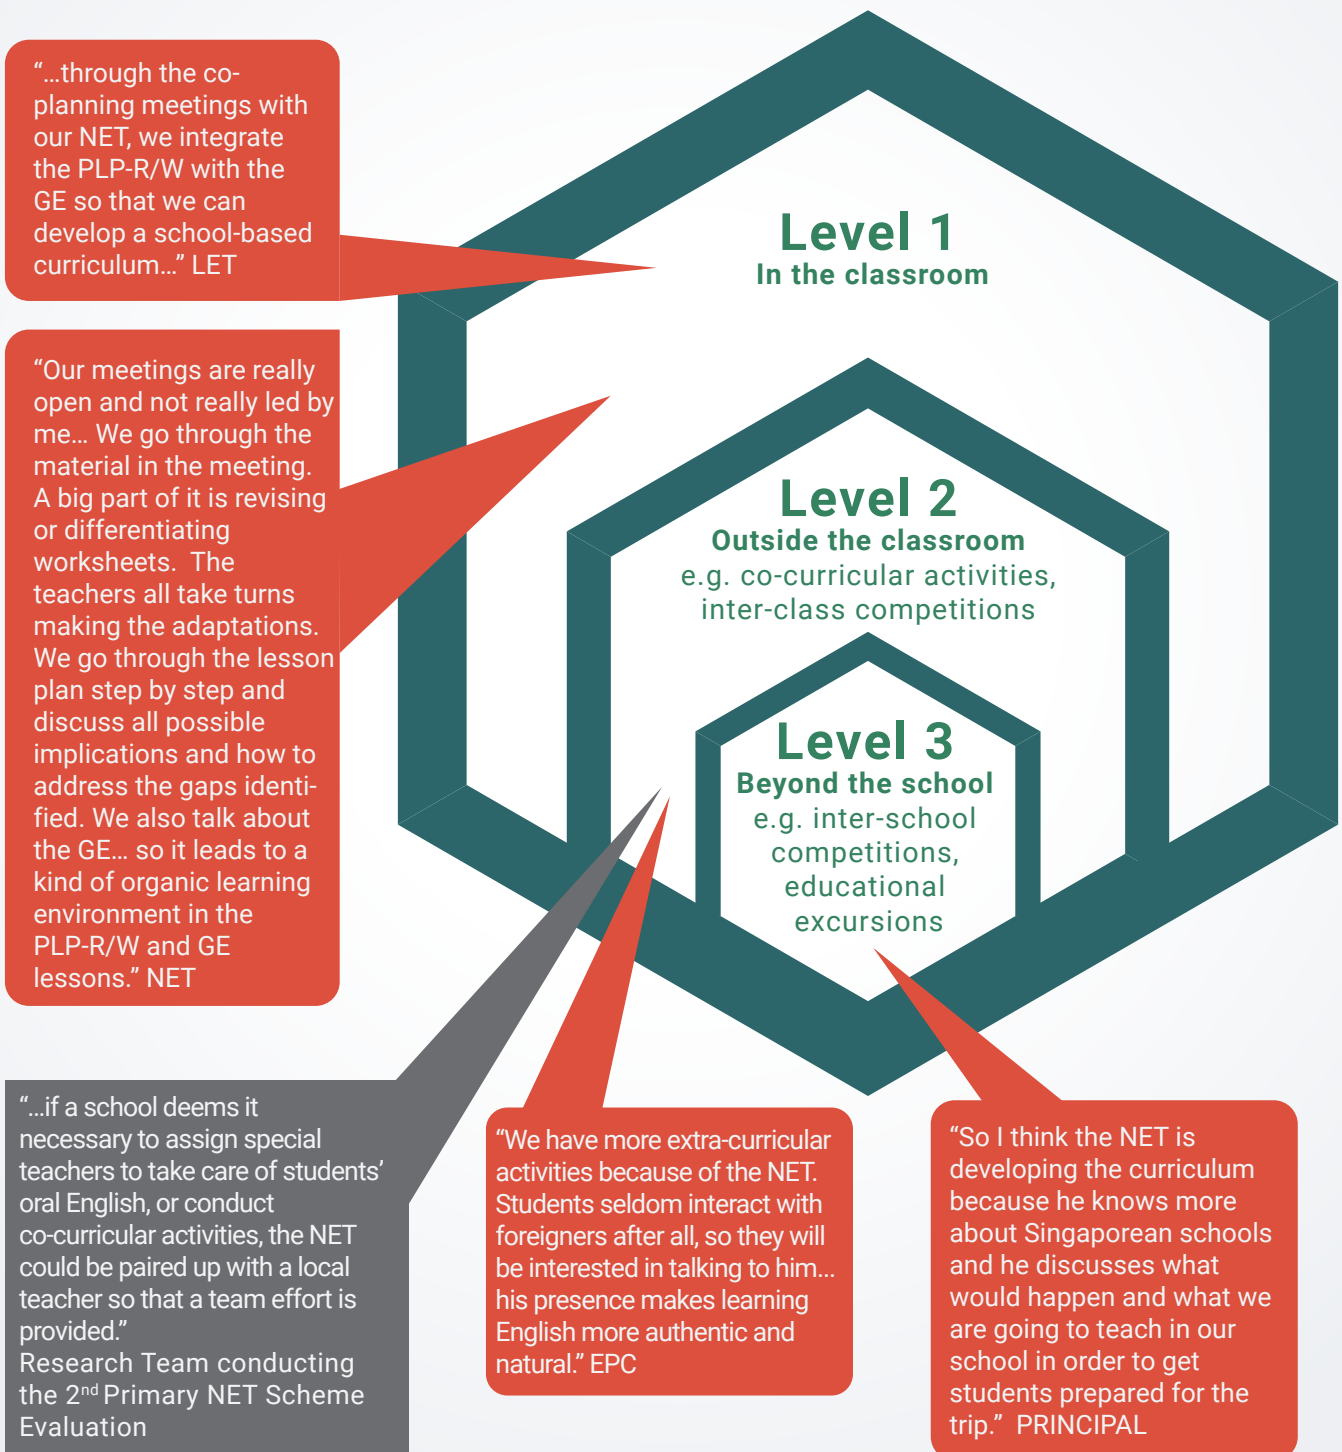 “...through the co-
planning meetings with
our NET, we integrate
the PLP-R/W with the
GE so that we can
develop a school-based
curriculum...” LET
“Our meetings are really
open and not really led by
me... We go through the
material in the meeting.
A big part of it is revising
or differentiating
worksheets.  The
teachers all take turns
making the adaptations.
We go through the lesson
plan step by step and
discuss all possible
implications and how to
address the gaps identi-
fied. We also talk about
the GE... so it leads to a
kind of organic learning
environment in the
PLP-R/W and GE
lessons.” NET
Level 1
In the classroom
Level 2
Outside the classroom
e.g. co-curricular activities,
inter-class competitions
Level 3
Beyond the school
e.g. inter-school
competitions,
educational
excursions
“...if a school deems it
necessary to assign special
teachers to take care of students’
oral English, or conduct
co-curricular activities, the NET
could be paired up with a local
teacher so that a team effort is
provided.”
Research Team conducting
the 2nd Primary NET Scheme
Evaluation
“We have more extra-curricular
activities because of the NET.
Students seldom interact with
foreigners after all, so they will
be interested in talking to him...
his presence makes learning
English more authentic and
natural.” EPC
“So I think the NET is
developing the curriculum
because he knows more
about Singaporean schools
and he discusses what
would happen and what we
are going to teach in our
school in order to get
students prepared for the
trip.”  PRINCIPAL